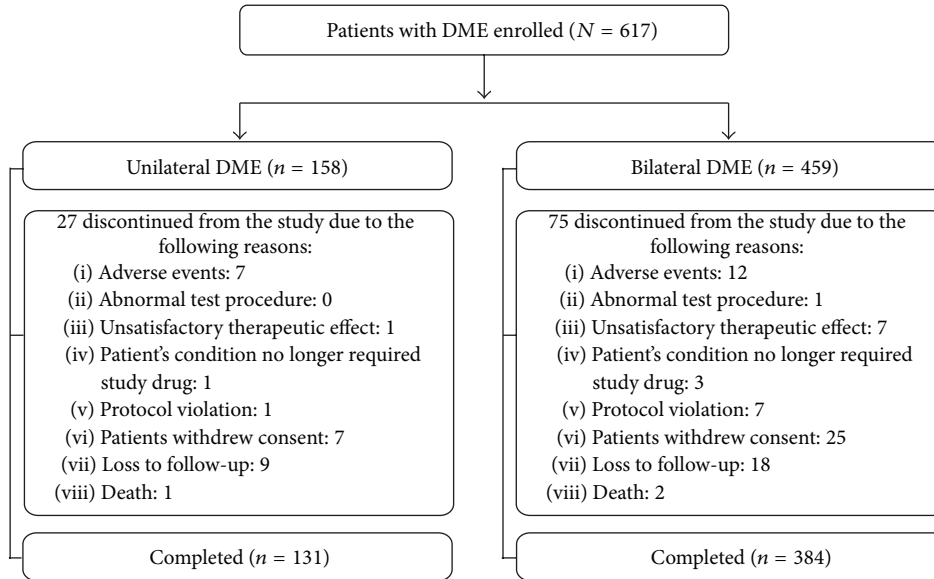 Patients with DME enrolled (N = 617)
Unilateral DME (n = 158)
27 discontinued from the study due to the
following reasons:
(i) Adverse events: 7
(ii) Abnormal test procedure: 0
(iii) Unsatisfactory therapeutic effect: 1
(iv) Patient's condition no longer required
study drug: 1
(v) Protocol violation: 1
(vi) Patients withdrew consent: 7
(vii) Loss to follow-up: 9
(viii) Death: 1
Completed (n = 131)
Bilateral DME (n = 459)
75 discontinued from the study due to the
following reasons:
(i) Adverse events: 12
(ii) Abnormal test procedure: 1
(iii) Unsatisfactory therapeutic effect: 7
(iv) Patient's condition no longer required
study drug: 3
(v) Protocol violation: 7
(vi) Patients withdrew consent: 25
(vii) Loss to follow-up: 18
(viii) Death: 2
Completed (n = 384)